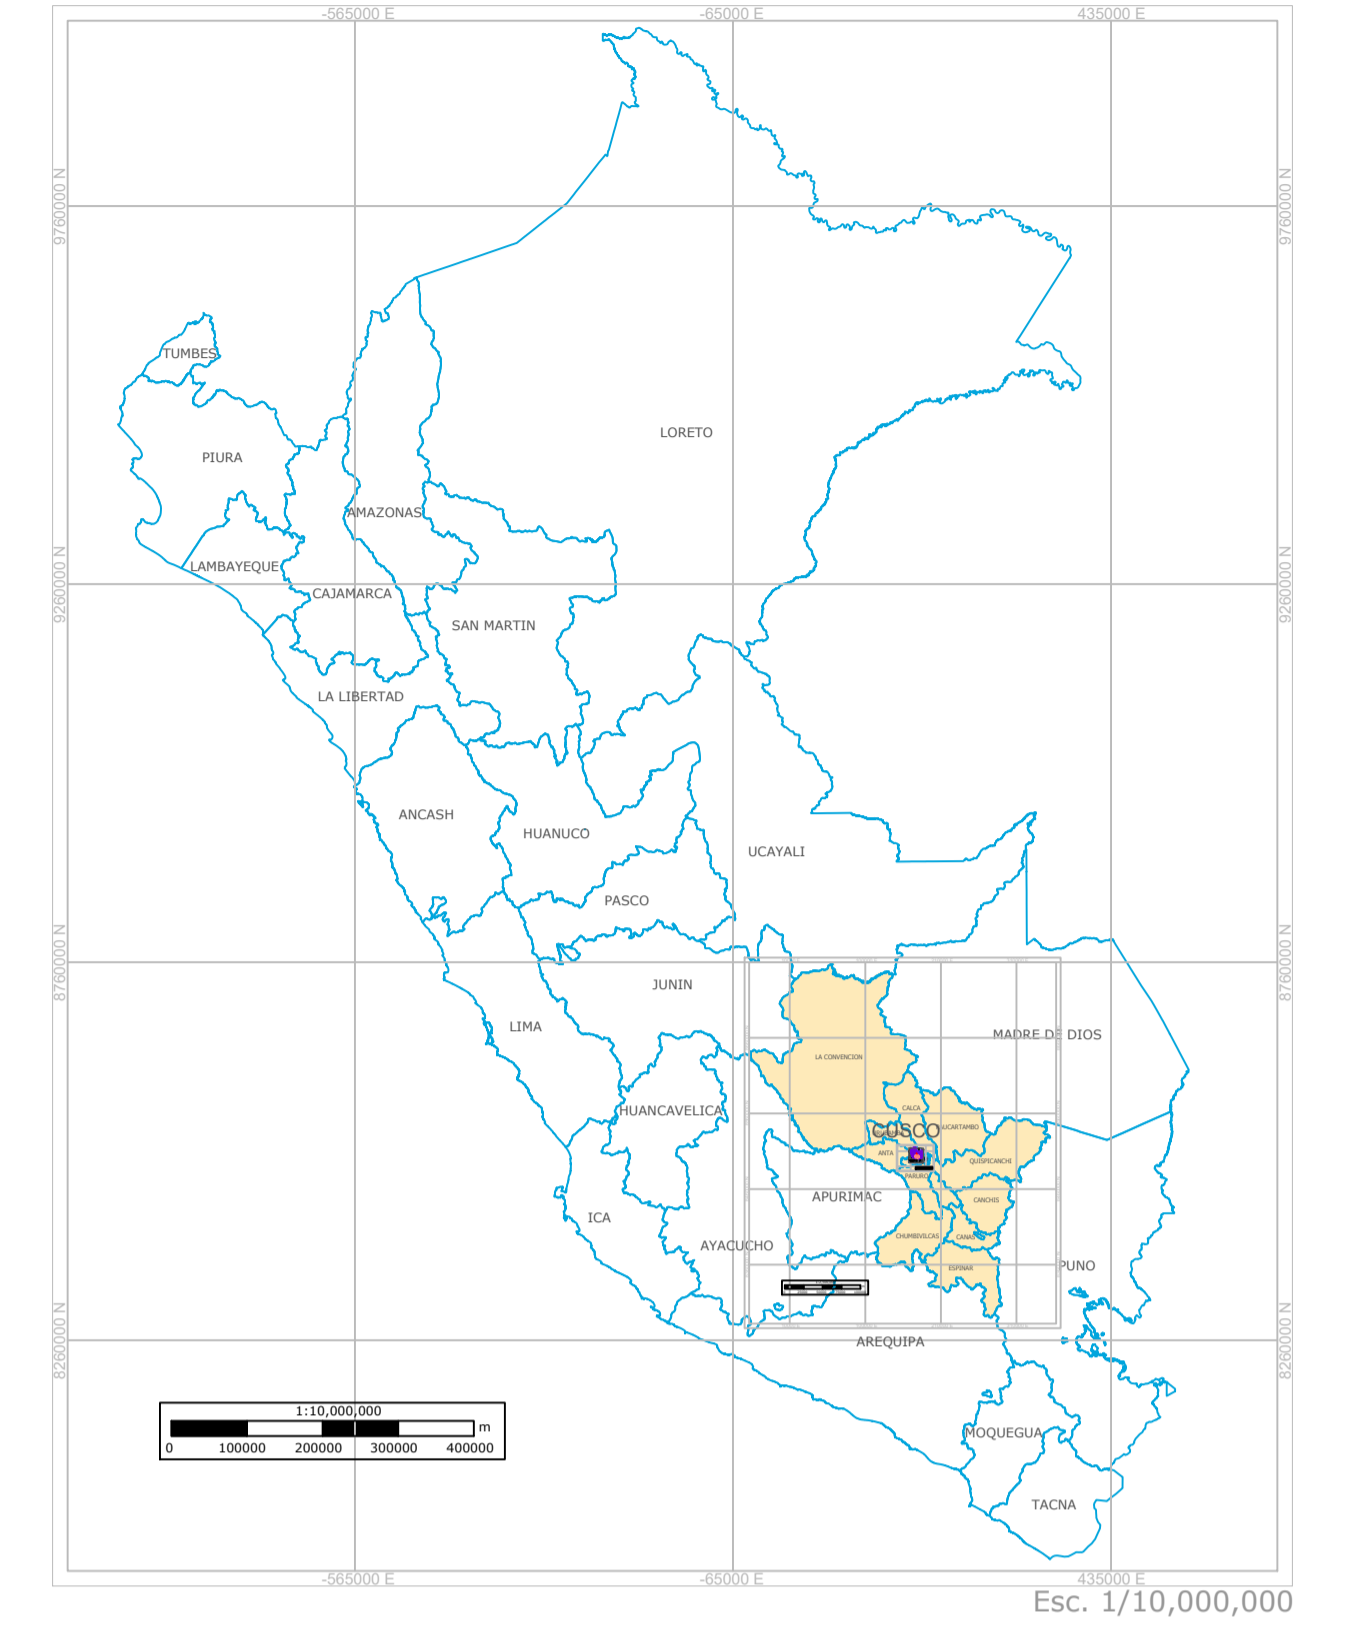 -565000 E -65000 E 435000 E
9760000 N 9760000 N
TUMBES
LORETO
PIURA
AMAZONAS
LAMBAYEQUE
9260000 N 9260000 N
CAJAMARCA
SAN MARTIN
LA LIBERTAD
ANCASH
HUANUCO
UCAYALI
PASCO
8760000 N 8760000 N
JUNIN
LIMA
MADRE DE DIOS
LA CONVENCION
CALCA
HUANCAVELICA
CUSCO
UCARTAMBO
ANTA
QUISPICANCHI
PARURO
APURIMAC
CANCHIS
ICA
CHUMBIVILCAS
CANAS
AYACUCHO
PUNO
ESPINAR
8260000 N 8260000 N
AREQUIPA
1:10,000,000
m
0 100000 200000 300000 400000
MOQUEGUA
TACNA
-565000 E -65000 E 435000 E
Esc. 1/10,000,000